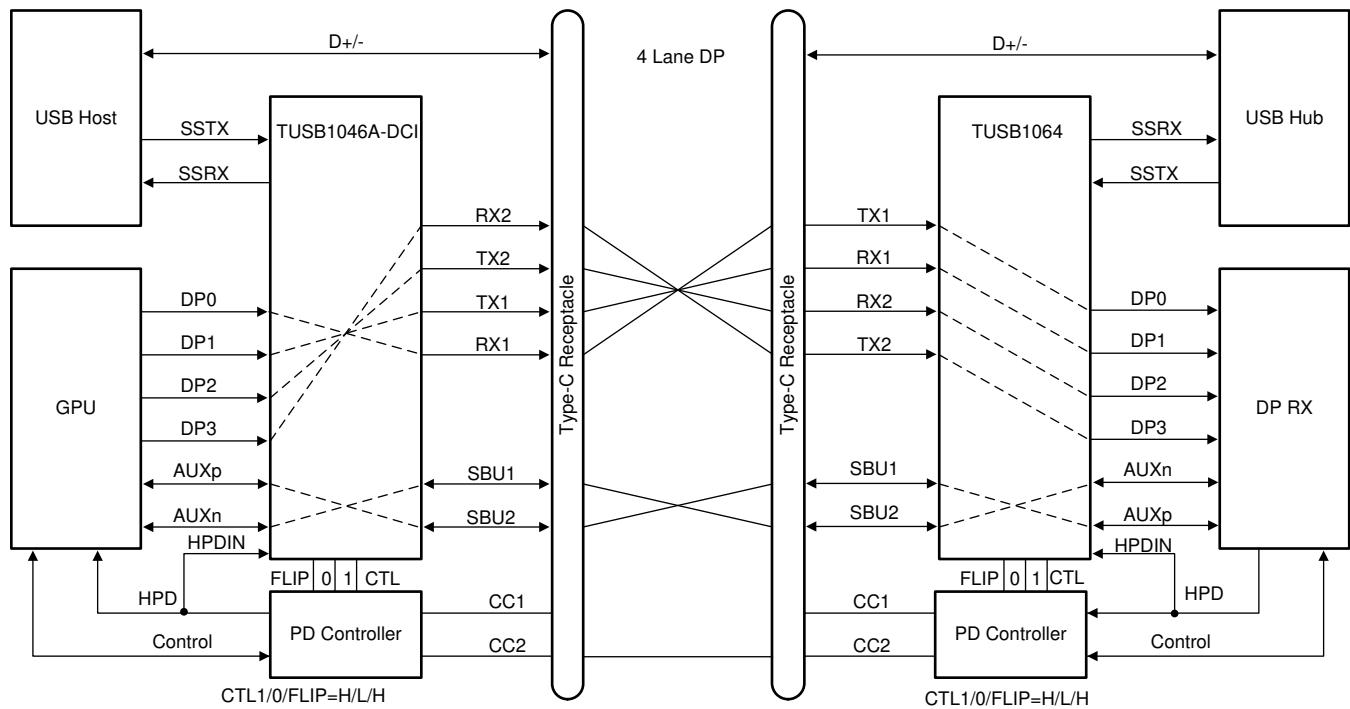 D+/-
4 Lane DP
D+/-
USB Host
TUSB1046A-DCI
TUSB1064
USB Hub
SSTX
SSRX
SSRX
SSTX
RX2
TX2
TX1
RX1
TX1
RX1
RX2
TX2
Type-C Receptacle
Type-C Receptacle
GPU
DP0
DP1
DP2
DP3
AUXp
AUXn
HPDIN
SBU1
SBU2
SBU1
SBU2
DP0
DP1
DP2
DP3
AUXn
AUXp
HPDIN
DP RX
FLIP 0 1 CTL
FLIP 0 1 CTL
HPD
Control
PD Controller
CC1
CC2
CC1
CC2
PD Controller
HPD
Control
CTL1/0/FLIP=H/L/H
CTL1/0/FLIP=H/L/H